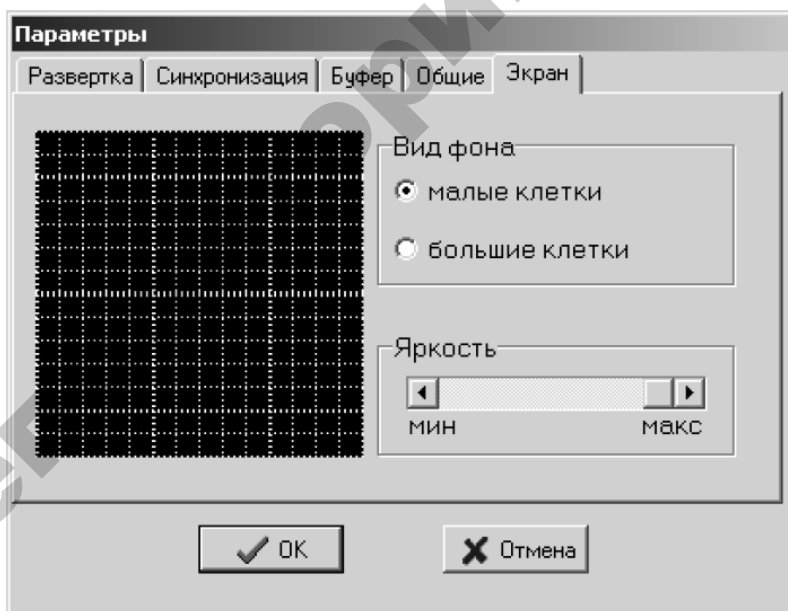 Параметры
Развертка Синхронизация Буфер Общие Экран
Вид фона
малые клетки
большие клетки
Яркость
мин макс
OK Отмена